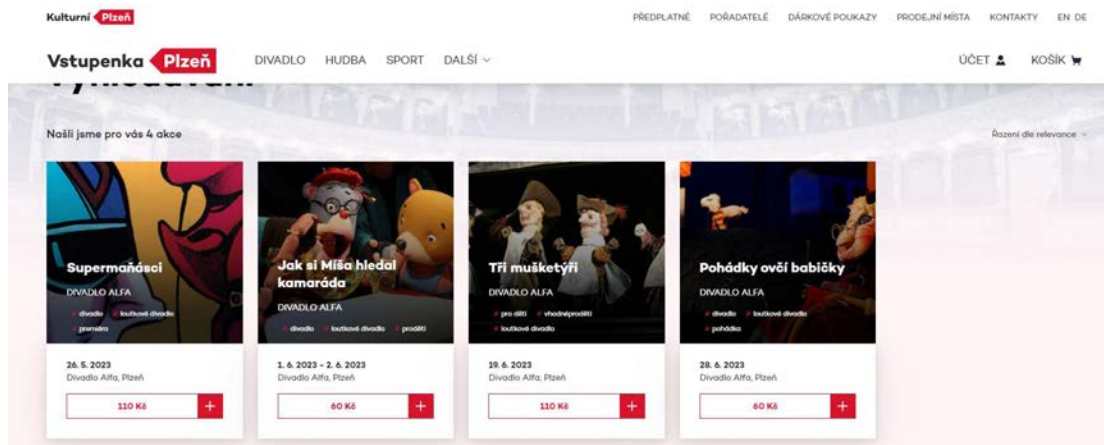 Kulturní Plzeň
PŘEDPLATNÉ POŘADATELÉ DÁRKOVÉ POUKAZY PRODEJNÍ MÍSTA KONTAKTY EN DE
Vstupenka Plzeň
DIVADLO HUDBA SPORT DALŠÍ
ÚČET KOŠÍK
Vyhledávání
Našli jsme pro vás 4 akce
Řazení dle relevance
Supermaňásci
DIVADLO ALFA
# divadlo # loutkové divadlo
# premiéra
26. 5. 2023
Divadlo Alfa, Plzeň
110 Kč +
Jak si Míša hledal
kamaráda
DIVADLO ALFA
# divadlo # loutkové divadlo # proděti
1. 6. 2023 – 2. 6. 2023
Divadlo Alfa, Plzeň
60 Kč +
Tři mušketýři
DIVADLO ALFA
# pro děti # vhodnéproděti
# loutkové divadlo
19. 6. 2023
Divadlo Alfa, Plzeň
110 Kč +
Pohádky ovčí babičky
DIVADLO ALFA
# divadlo # loutkové divadlo
# pohádka
28. 6. 2023
Divadlo Alfa, Plzeň
60 Kč +